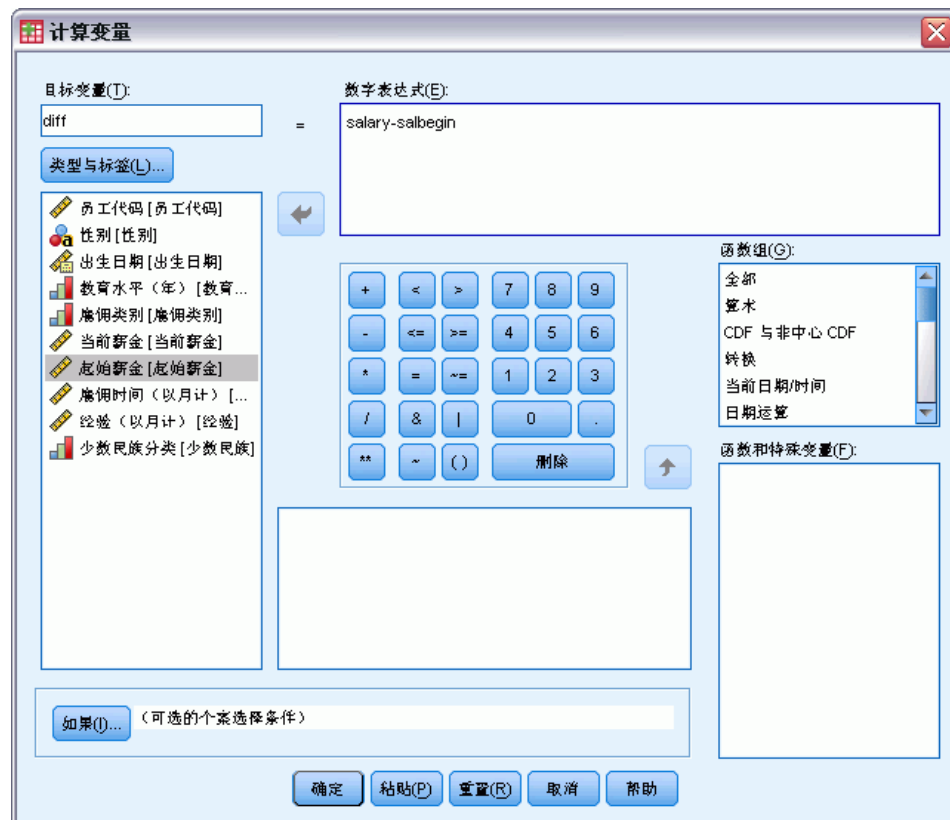 计算变量
目标变量(T):
diff
=
数字表达式(E):
salary-salbegin
类型与标签(L)...
员工代码 [员工代码]
性别 [性别]
出生日期 [出生日期]
教育水平（年） [教育...
雇佣类别 [雇佣类别]
当前薪金 [当前薪金]
起始薪金 [起始薪金]
雇佣时间（以月计） [...
经验（以月计） [经验]
少数民族分类 [少数民族]
+ < > 7 8 9
- <= >= 4 5 6
* = ~= 1 2 3
/ & | 0 .
** ~ ( ) 删除
函数组(G):
全部
算术
CDF 与非中心 CDF
转换
当前日期/时间
日期运算
函数和特殊变量(F):
如果(I)...
（可选的个案选择条件）
确定 粘贴(P) 重置(R) 取消 帮助